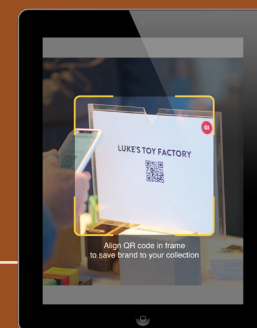 LUKE'S TOY FACTORY
Align QR code in frame
to save brand to your collection